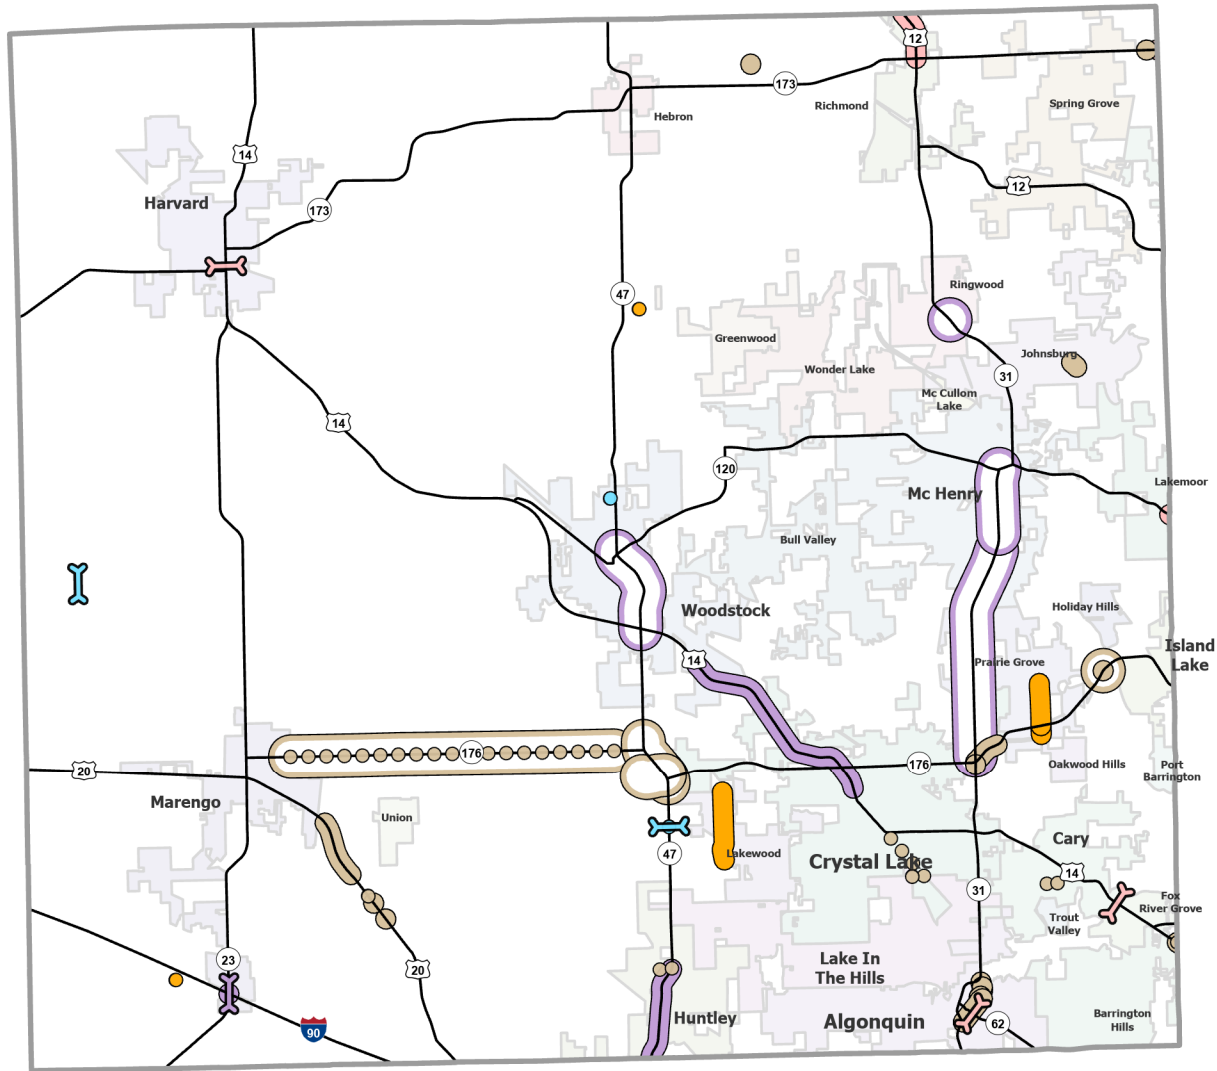 12
173
Hebron
Richmond
Spring Grove
14
12
Harvard
173
Ringwood
47
Greenwood
Johnsburg
Wonder Lake
31
Mc Cullom
Lake
14
120
Lakemoor
Mc Henry
Bull Valley
Holiday Hills
Woodstock
Island
Lake
14
Prairie Grove
176
176
20
Oakwood Hills
Port
Barrington
Marengo
Union
Cary
47
Lakewood
Crystal Lake
14
31
Fox
River Grove
Trout
Valley
23
20
Lake In
The Hills
Huntley
Algonquin
62
Barrington
Hills
90